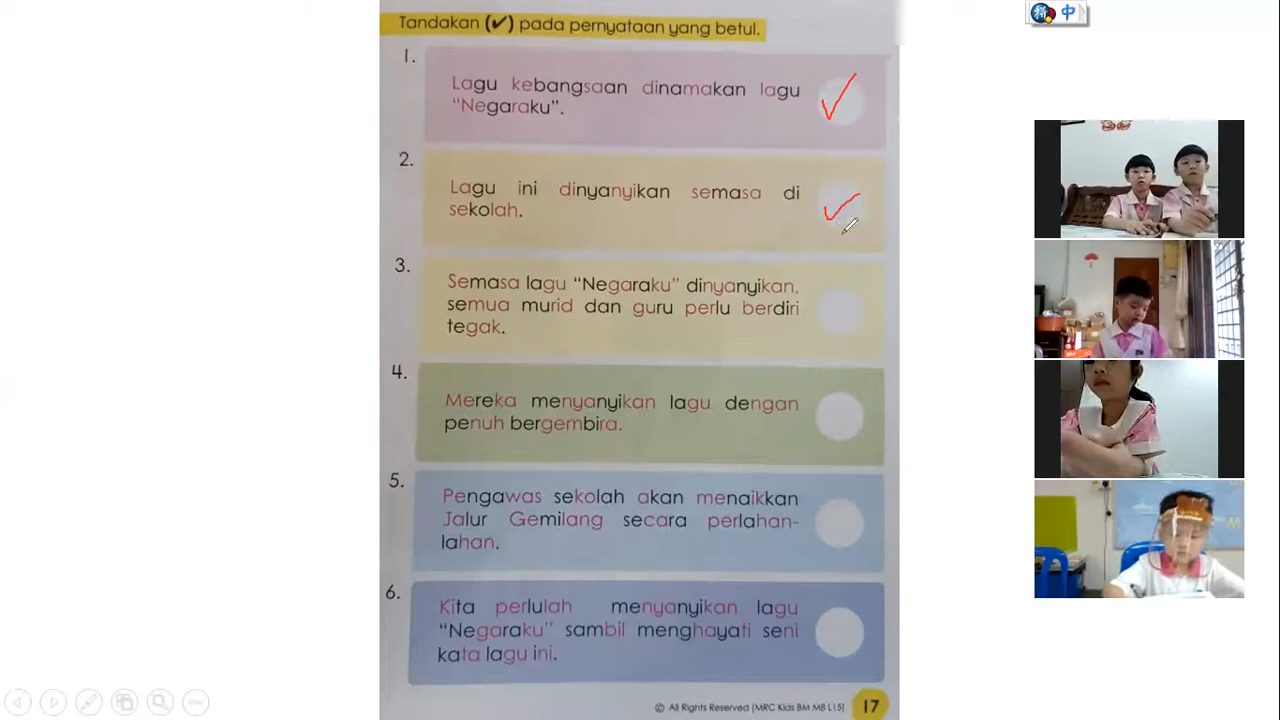 Tandakan (✓) pada pernyataan yang betul.
1.
Lagu kebangsaan dinamakan lagu
“Negaraku”.
2.
Lagu ini dinyanyikan semasa di
sekolah.
3.
Semasa lagu “Negaraku” dinyanyikan,
semua murid dan guru perlu berdiri
tegak.
4.
Mereka menyanyikan lagu dengan
penuh bergembira.
5.
Pengawas sekolah akan menaikkan
Jalur Gemilang secara perlahan-
lahan.
6.
Kita perlulah menyanyikan lagu
“Negaraku” sambil menghayati seni
kata lagu ini.
© All Rights Reserved (MRC Kids BM MB L15)
17
中